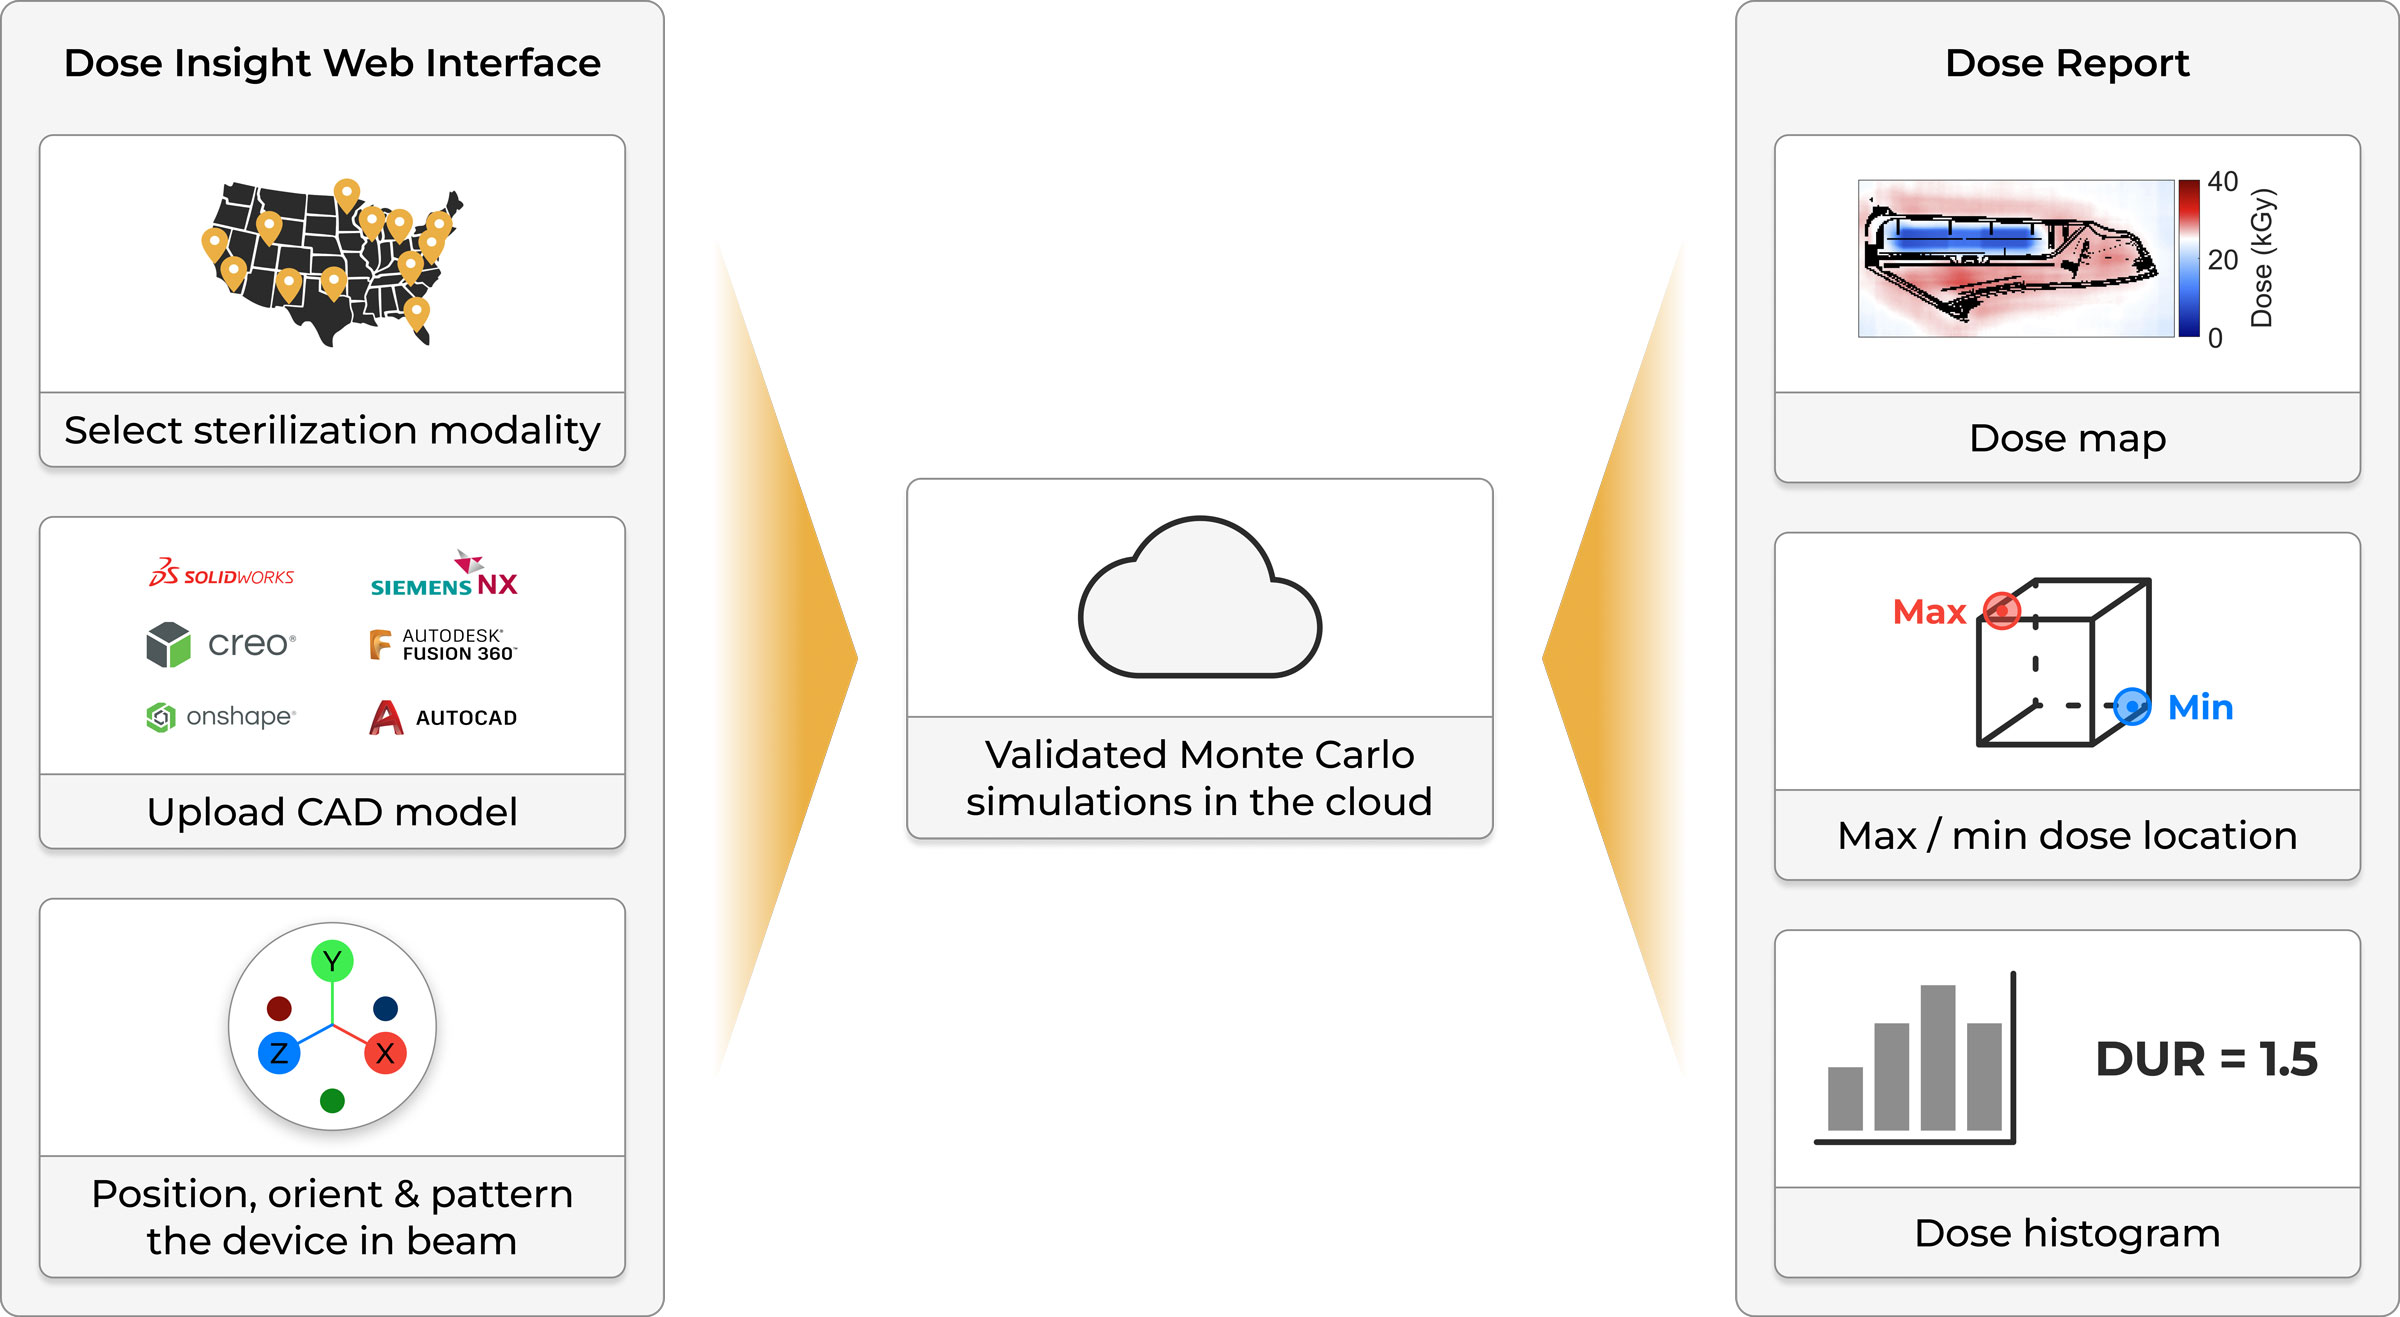 Dose Insight Web Interface
Select sterilization modality
SOLIDWORKS
SIEMENS NX
creo®
AUTODESK®
FUSION 360™
onshape®
AUTOCAD
Upload CAD model
Y
Z
X
Position, orient & pattern
the device in beam
Validated Monte Carlo
simulations in the cloud
Dose Report
40
20
0
Dose (kGy)
Dose map
Max
Min
Max / min dose location
DUR = 1.5
Dose histogram